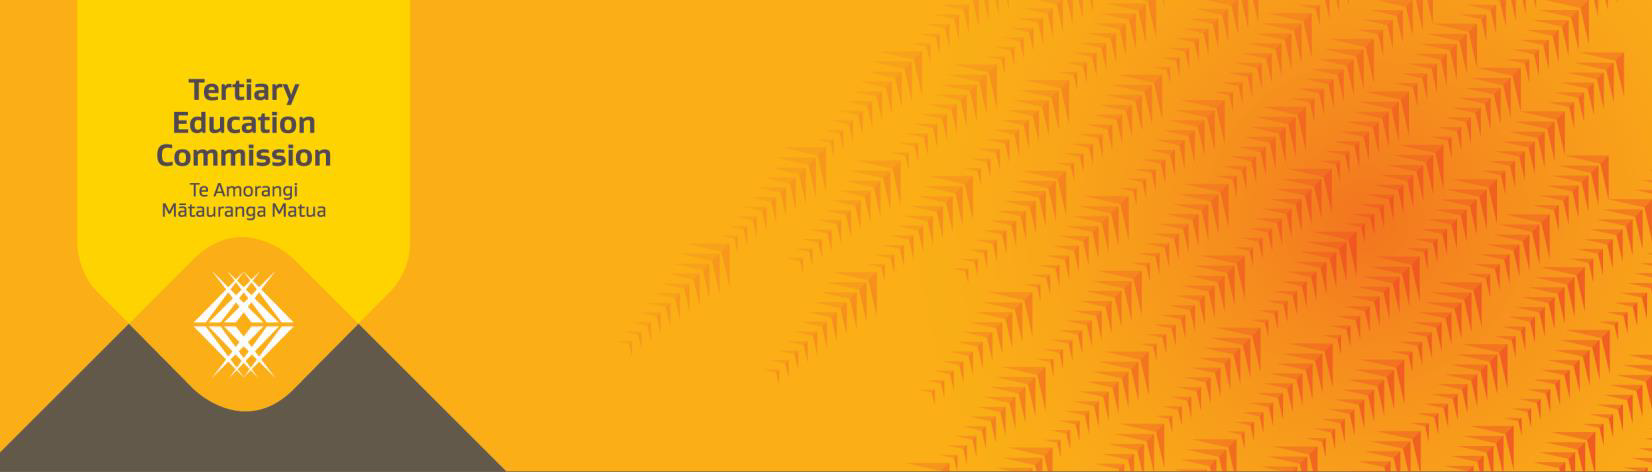 Tertiary
Education
Commission
Te Amorangi
Mātauranga Matua